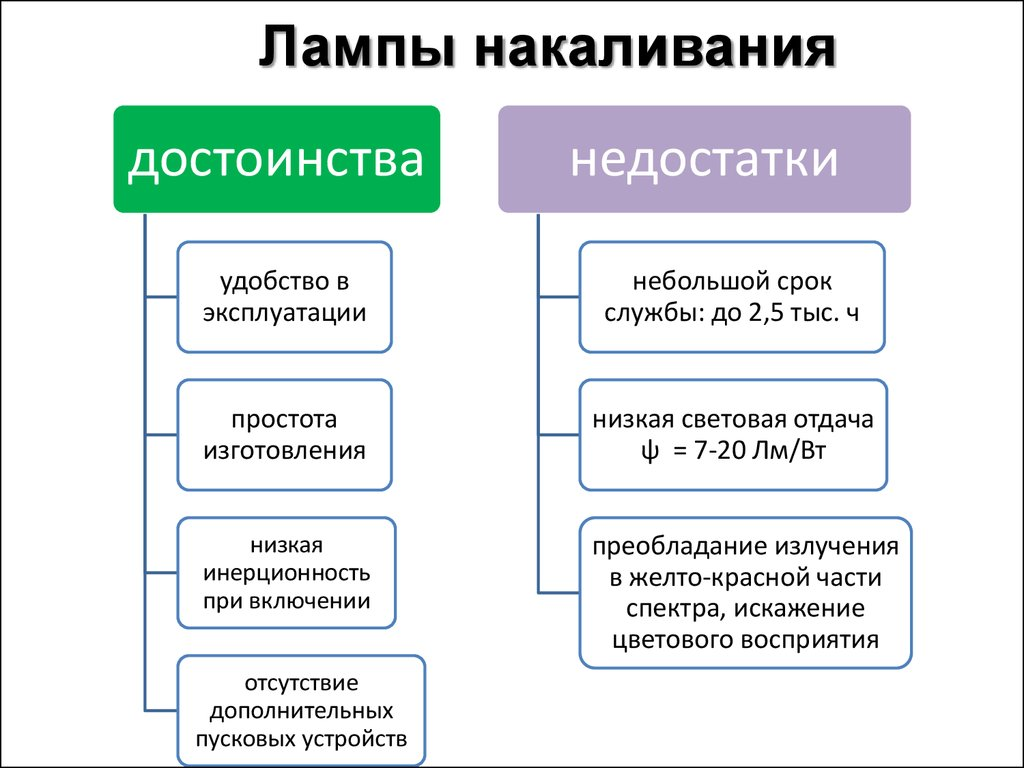 Лампы накаливания
достоинства
удобство в
эксплуатации
простота
изготовления
низкая
инерционность
при включении
отсутствие
дополнительных
пусковых устройств
недостатки
небольшой срок
службы: до 2,5 тыс. ч
низкая световая отдача
ψ = 7-20 Лм/Вт
преобладание излучения
в желто-красной части
спектра, искажение
цветового восприятия